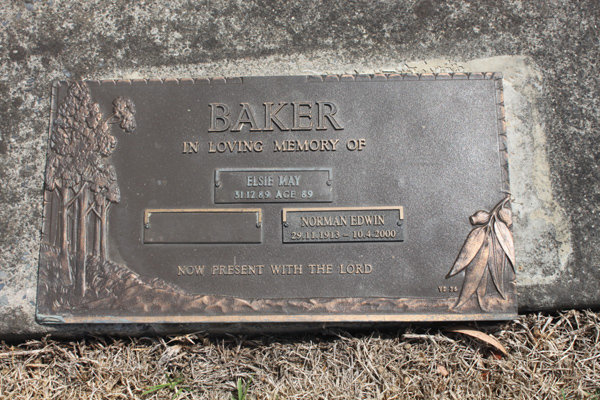 BAKER
IN LOVING MEMORY OF
ELSIE MAY
31.12.89 AGE 89
NORMAN EDWIN
29.11.1913 – 10.4.2000
NOW PRESENT WITH THE LORD